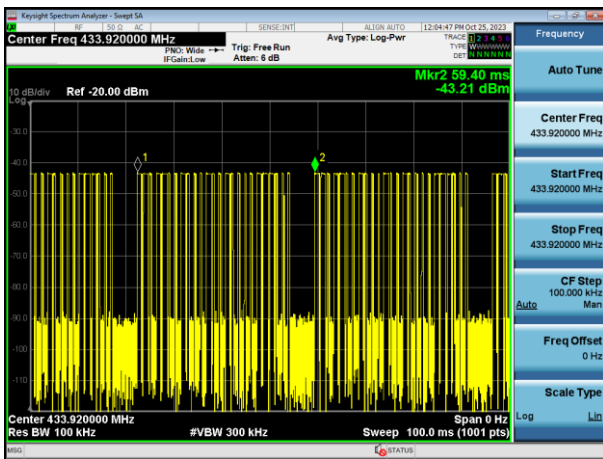 Keysight Spectrum Analyzer - Swept SA
RF 50 Ω AC SENSE:INT ALIGN AUTO 12:04:47 PM Oct 25, 2023
Center Freq 433.920000 MHz
PNO: Wide
IFGain:Low
Trig: Free Run
Atten: 6 dB
Avg Type: Log-Pwr
TRACE 1 2 3 4 5 6
TYPE WWWWWW
DET N N N N N N
Mkr2 59.40 ms
-43.21 dBm
10 dB/div
Log
Ref -20.00 dBm
-30.0
-40.0
-50.0
-60.0
-70.0
-80.0
-90.0
-100
-110
1
2
Center 433.920000 MHz
Res BW 100 kHz
#VBW 300 kHz
Span 0 Hz
Sweep 100.0 ms (1001 pts)
MSG
STATUS
Frequency
Auto Tune
Center Freq
433.920000 MHz
Start Freq
433.920000 MHz
Stop Freq
433.920000 MHz
CF Step
100.000 kHz
Auto Man
Freq Offset
0 Hz
Scale Type
Log Lin